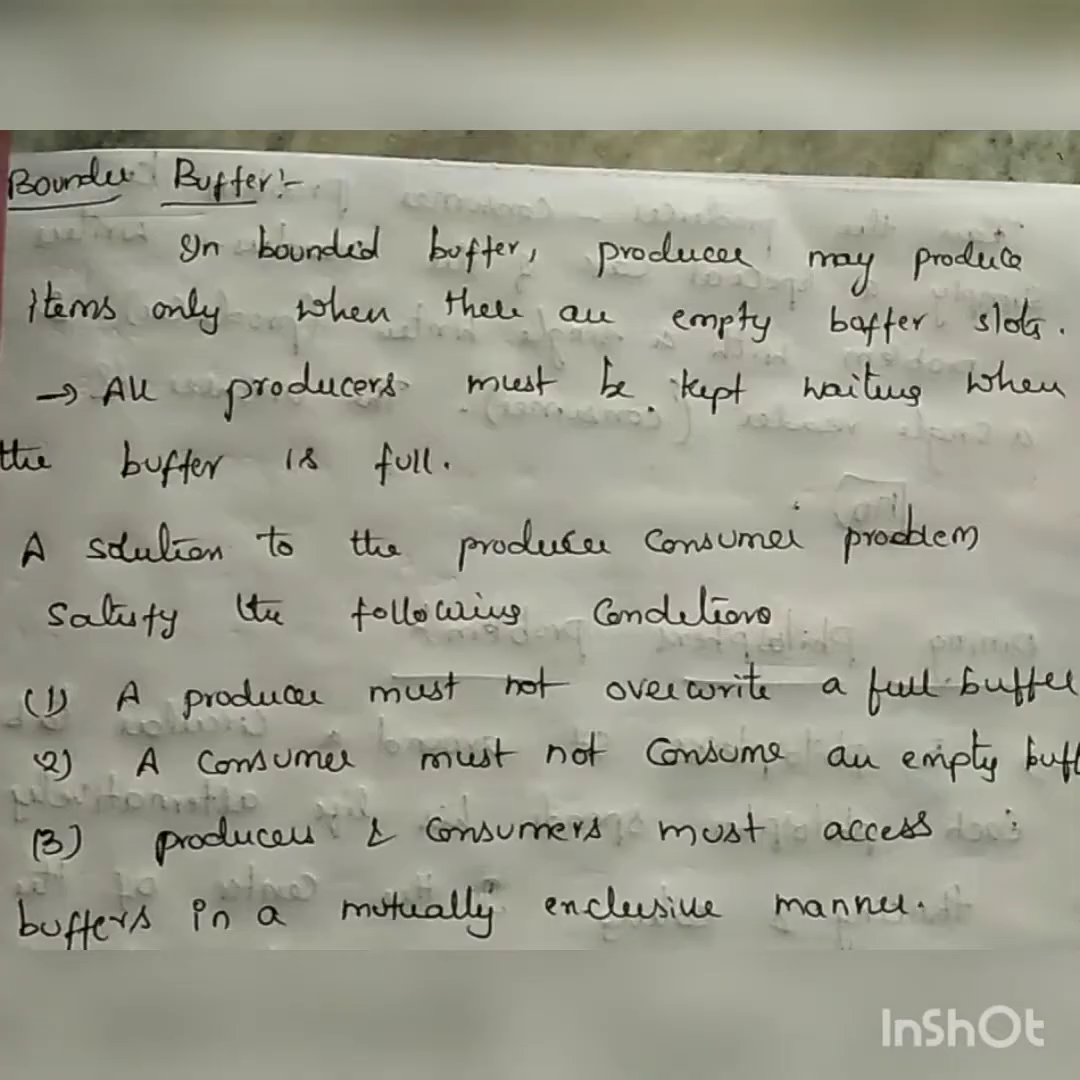 Bounded Buffer:-
In bounded buffer, producer may produce
items only when there are empty buffer slots.
→ All producers must be kept waiting when
the buffer is full.
A solution to the producer consumer problem
satisfy the following conditions
(1) A producer must not overwrite a full buffer
2) A consumer must not consume an empty buff
(3) producers & consumers must access
buffers in a mutually exclusive manner.
InShOt